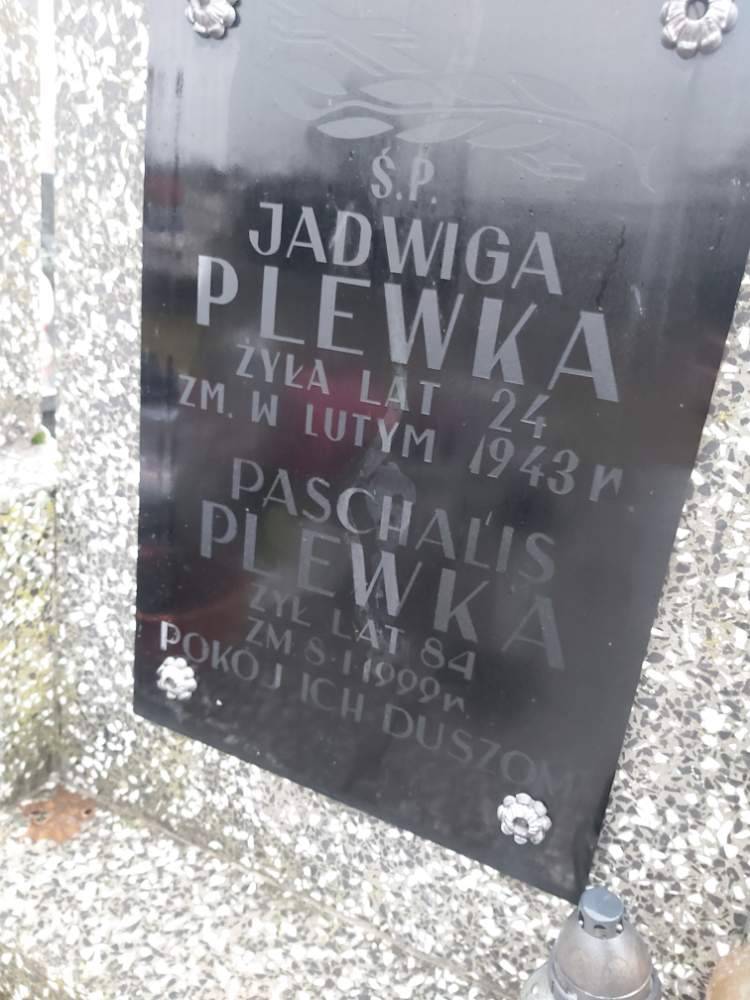 Ś.P.
JADWIGA
PLEWKA
ŻYŁA LAT 24
ZM. W LUTYM 1943 r
PASCHALIS
PLEWKA
ŻYŁ LAT 84
ZM 8.I.1999 r.
POKÓJ ICH DUSZOM